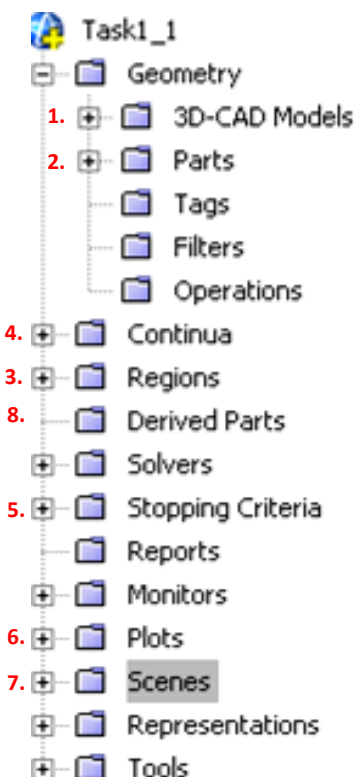 Task1_1
Geometry
1. 3D-CAD Models
2. Parts
Tags
Filters
Operations
4. Continua
3. Regions
8. Derived Parts
Solvers
5. Stopping Criteria
Reports
Monitors
6. Plots
7. Scenes
Representations
Tools